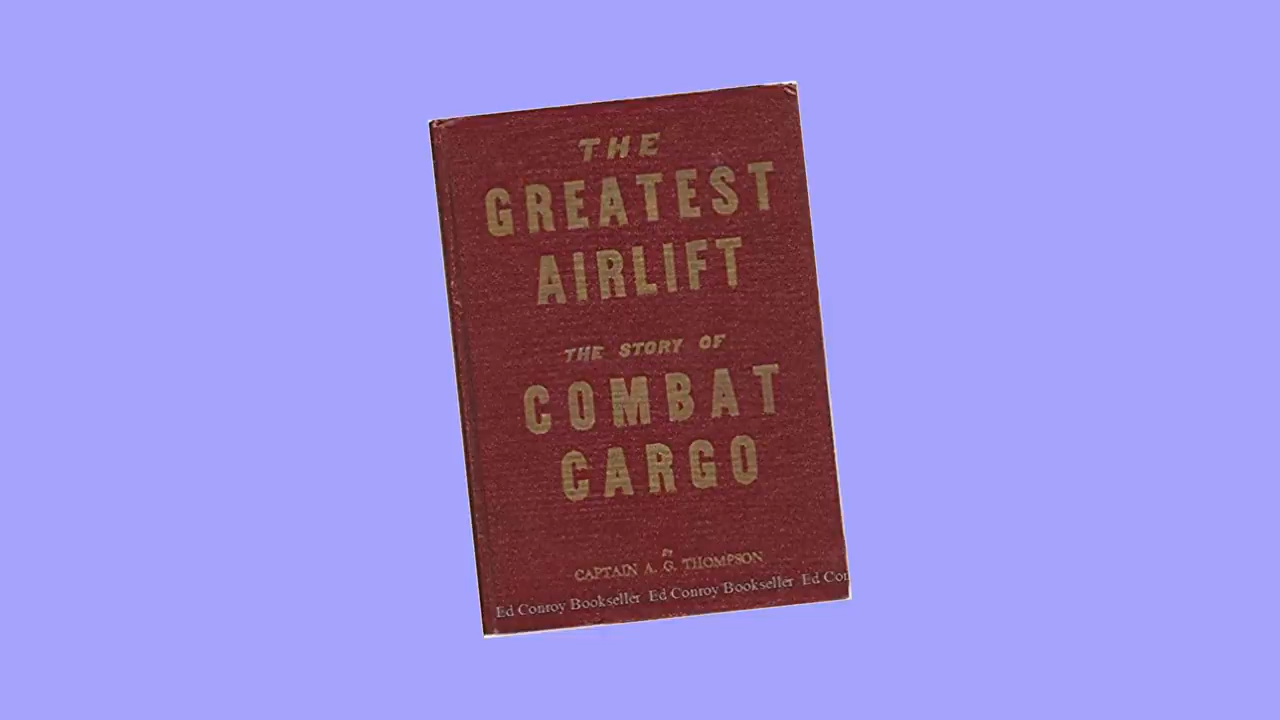 THE
GREATEST
AIRLIFT
THE STORY OF
COMBAT
CARGO
By
CAPTAIN A. G. THOMPSON
Ed Conroy Bookseller Ed Conroy Bookseller Ed Con